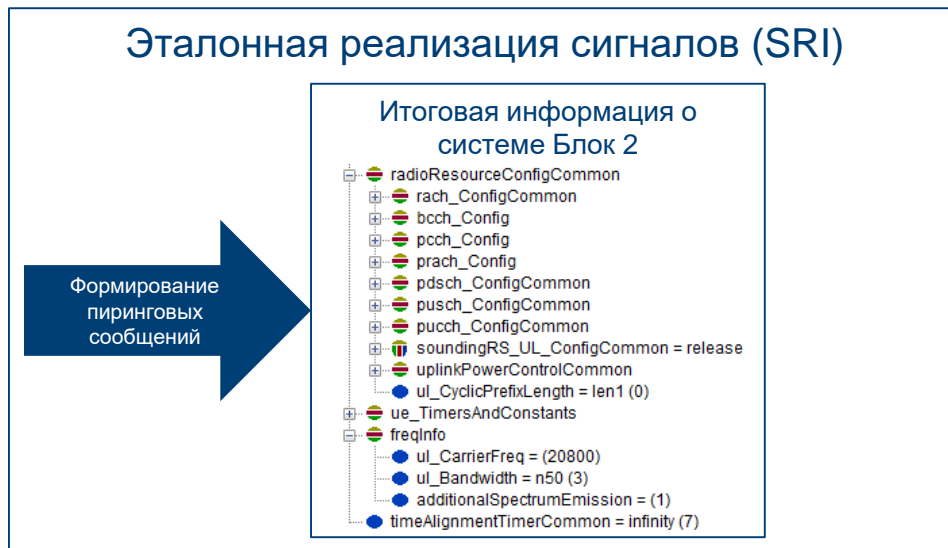 Эталонная реализация сигналов (SRI)
Итоговая информация о
системе Блок 2
radioResourceConfigCommon
rach_ConfigCommon
bcch_Config
pcch_Config
prach_Config
pdsch_ConfigCommon
pusch_ConfigCommon
pucch_ConfigCommon
soundingRS_UL_ConfigCommon = release
uplinkPowerControlCommon
ul_CyclicPrefixLength = len1 (0)
ue_TimersAndConstants
freqInfo
ul_CarrierFreq = (20800)
ul_Bandwidth = n50 (3)
additionalSpectrumEmission = (1)
timeAlignmentTimerCommon = infinity (7)
Формирование
пиринговых
сообщений